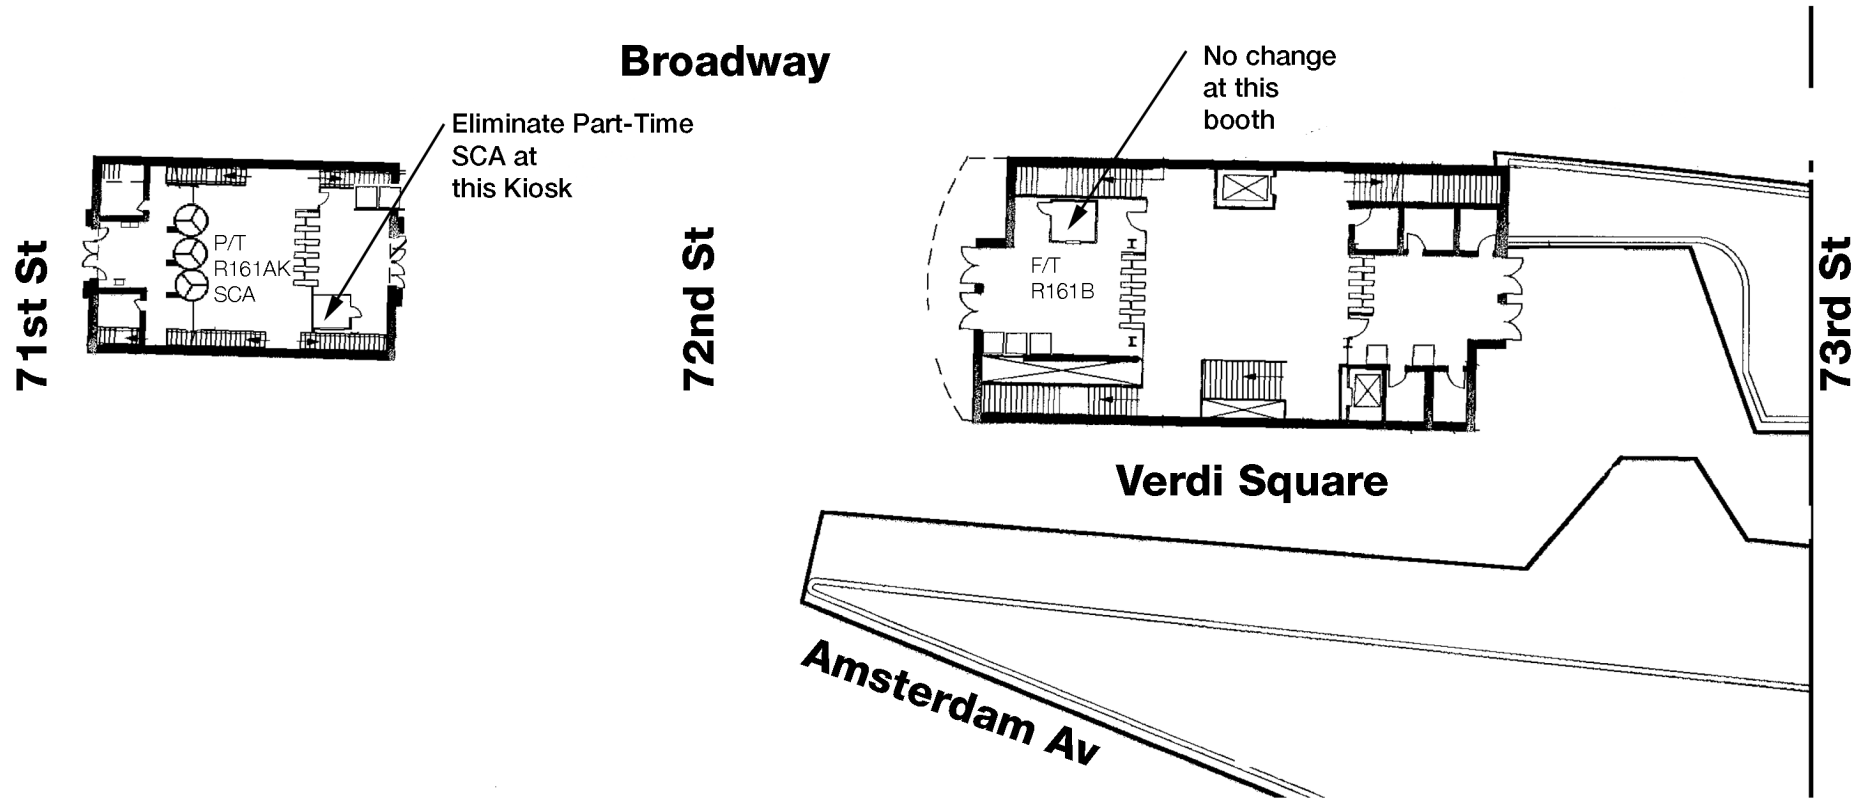 Broadway
No change
at this
booth
Eliminate Part-Time
SCA at
this Kiosk
71st St
P/T
R161AK
SCA
72nd St
F/T
R161B
73rd St
Verdi Square
Amsterdam Av